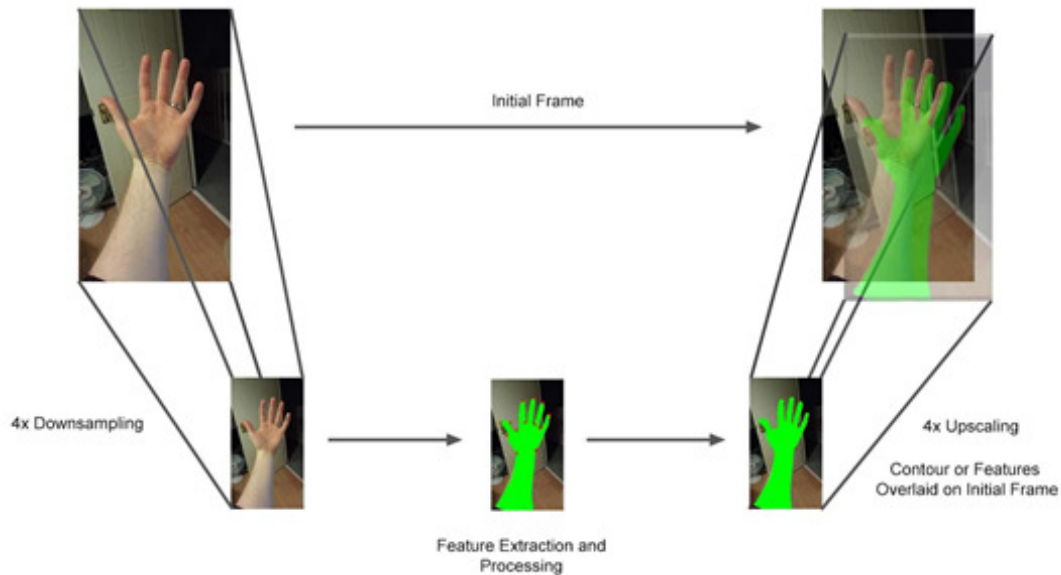 Initial Frame
4x Downsampling
4x Upscaling
Contour or Features
Overlaid on Initial Frame
Feature Extraction and
Processing